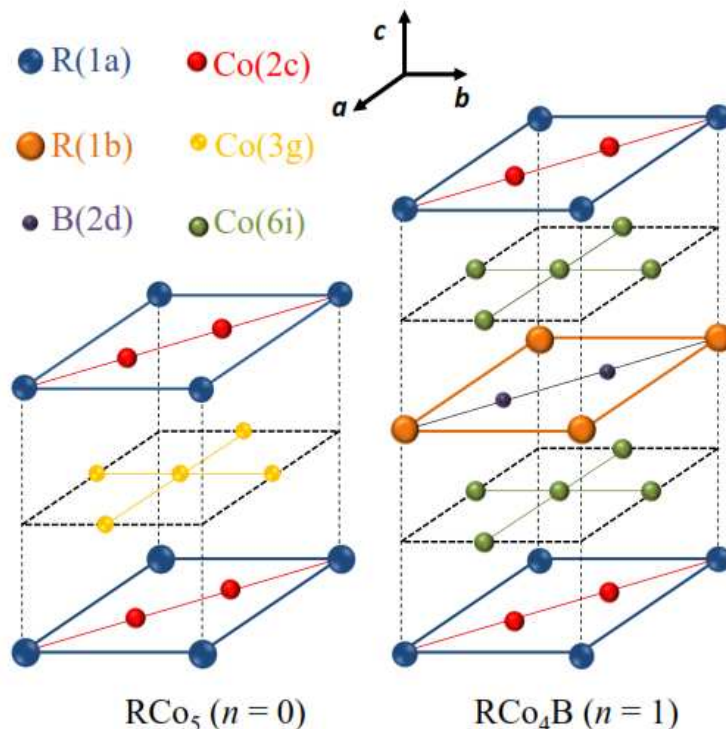 c
R(1a) Co(2c)
a b
R(1b) Co(3g)
B(2d) Co(6i)
RCo₅ (n = 0) RCo₄B (n = 1)